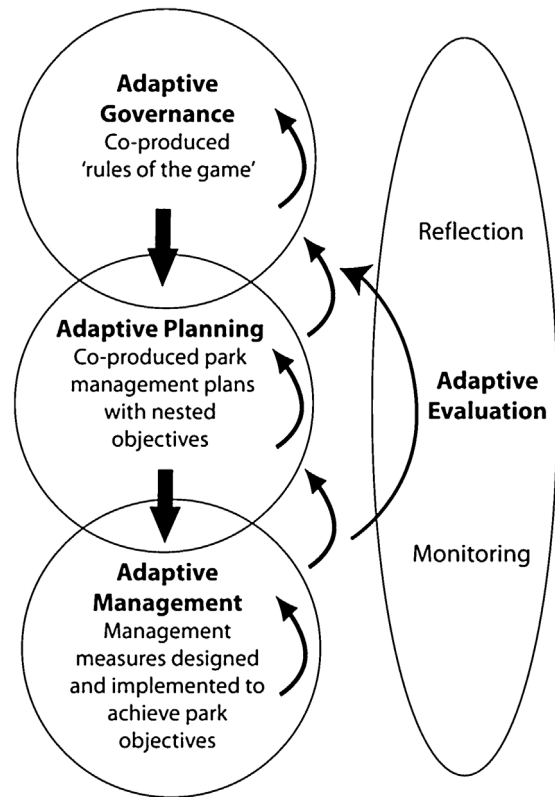 Adaptive
Governance
Co-produced
'rules of the game'
Adaptive Planning
Co-produced park
management plans
with nested
objectives
Adaptive
Management
Management
measures designed
and implemented to
achieve park
objectives
Reflection
Adaptive
Evaluation
Monitoring